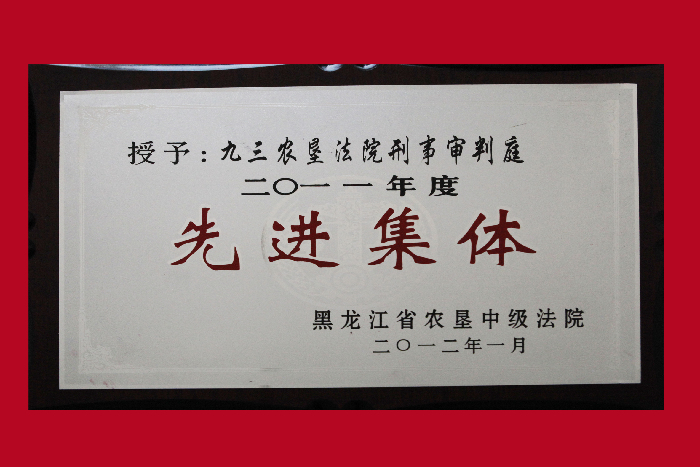 授予：九三农垦法院刑事审判庭
二〇一一年度
先进集体
黑龙江省农垦中级法院
二〇一二年一月